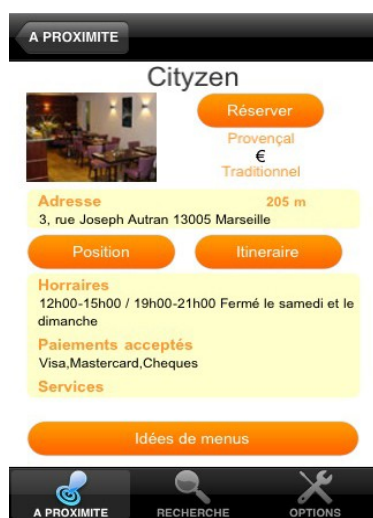 A PROXIMITE
Cityzen
Réserver
Provençal
€
Traditionnel
Adresse 205 m
3, rue Joseph Autran 13005 Marseille
Position Itineraire
Horraires
12h00-15h00 / 19h00-21h00 Fermé le samedi et le
dimanche
Paiements acceptés
Visa,Mastercard,Cheques
Services
Idées de menus
A PROXIMITE RECHERCHE OPTIONS